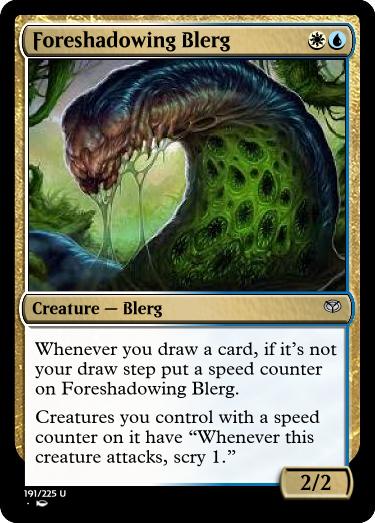 Foreshadowing Blerg
Creature — Blerg
Whenever you draw a card, if it's not
your draw step put a speed counter
on Foreshadowing Blerg.
Creatures you control with a speed
counter on it have “Whenever this
creature attacks, scry 1.”
2/2
191/225 U